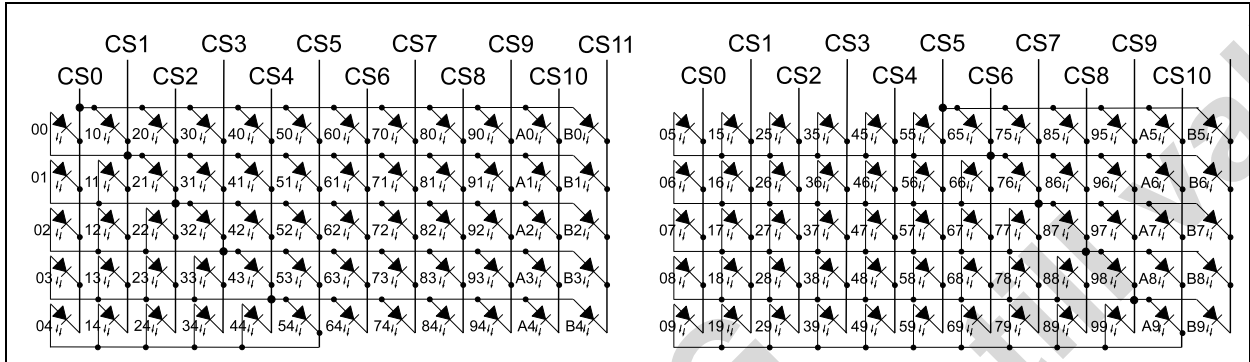 CS1 CS3 CS5 CS7 CS9 CS11 CS1 CS3 CS5 CS7 CS9
CS0 CS2 CS4 CS6 CS8 CS10 CS0 CS2 CS4 CS6 CS8 CS10
00 10 20 30 40 50 60 70 80 90 A0 B0 05 15 25 35 45 55 65 75 85 95 A5 B5
01 11 21 31 41 51 61 71 81 91 A1 B1 06 16 26 36 46 56 66 76 86 96 A6 B6
02 12 22 32 42 52 62 72 82 92 A2 B2 07 17 27 37 47 57 67 77 87 97 A7 B7
03 13 23 33 43 53 63 73 83 93 A3 B3 08 18 28 38 48 58 68 78 88 98 A8 B8
04 14 24 34 44 54 64 74 84 94 A4 B4 09 19 29 39 49 59 69 79 89 99 A9 B9